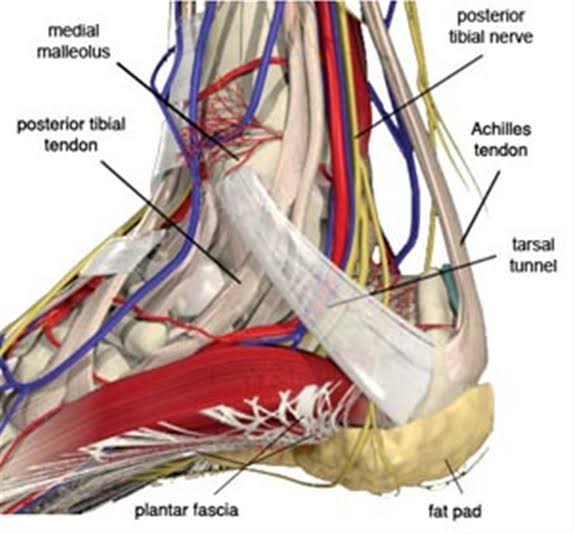 medial
malleolus
posterior
tibial nerve
posterior tibial
tendon
Achilles
tendon
tarsal
tunnel
plantar fascia
fat pad